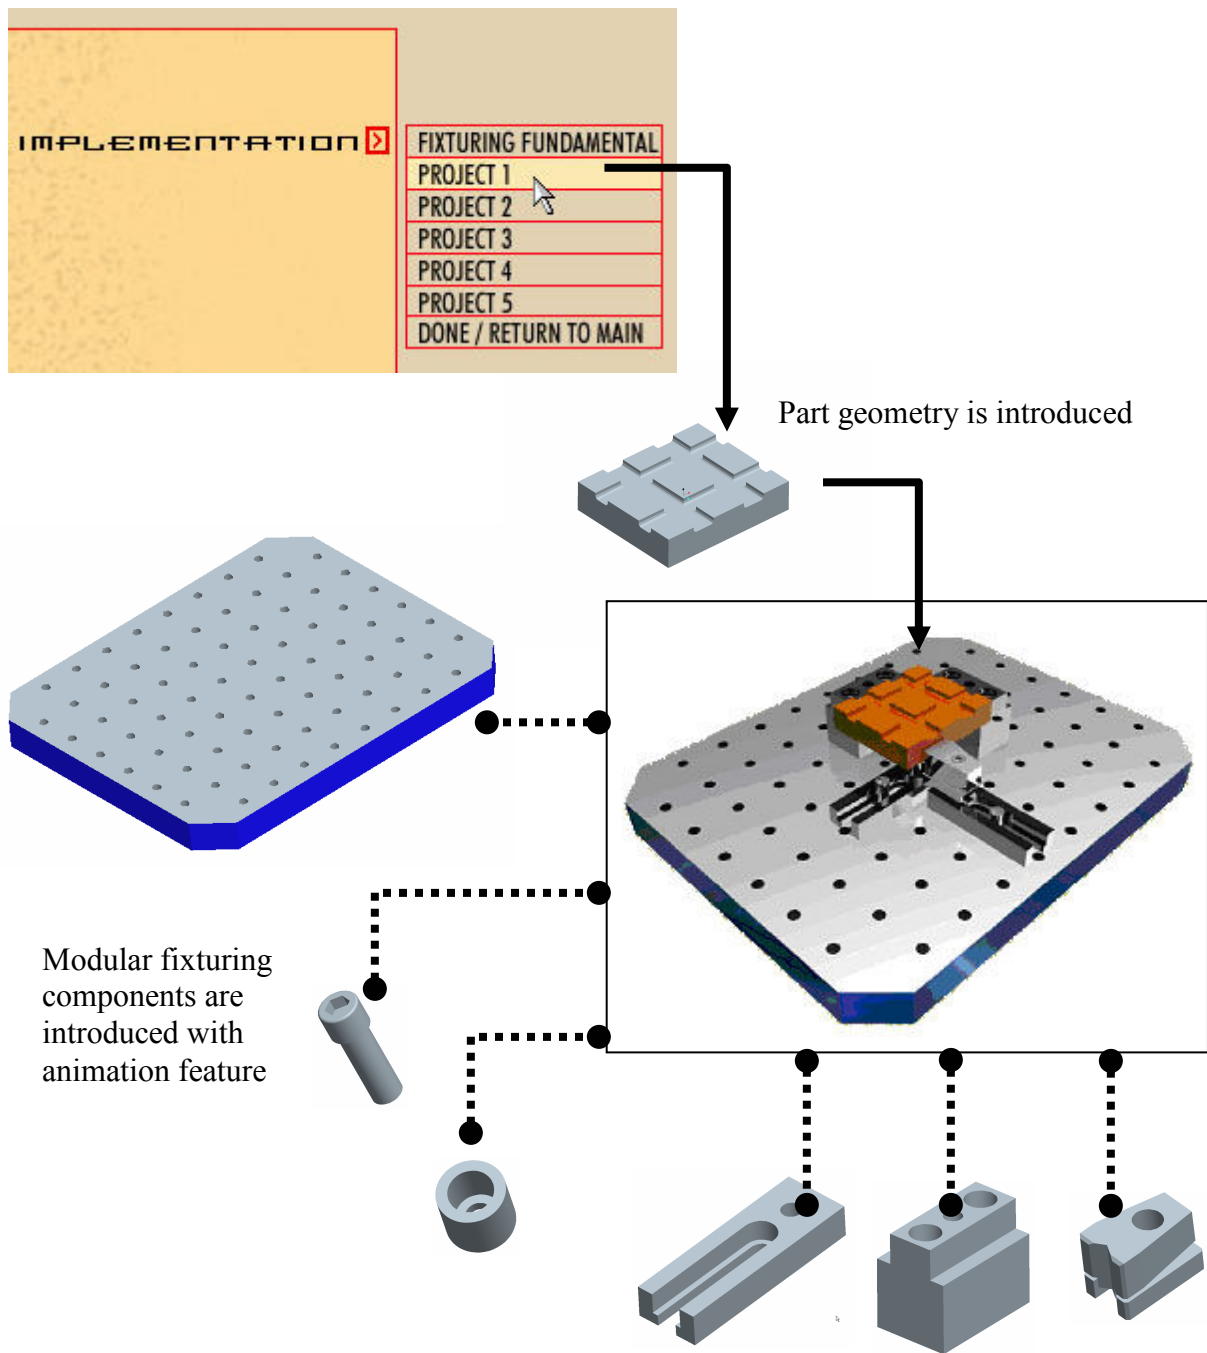 IMPLEMENTATION >
FIXTURING FUNDAMENTAL
PROJECT 1
PROJECT 2
PROJECT 3
PROJECT 4
PROJECT 5
DONE / RETURN TO MAIN
Part geometry is introduced
Modular fixturing
components are
introduced with
animation feature